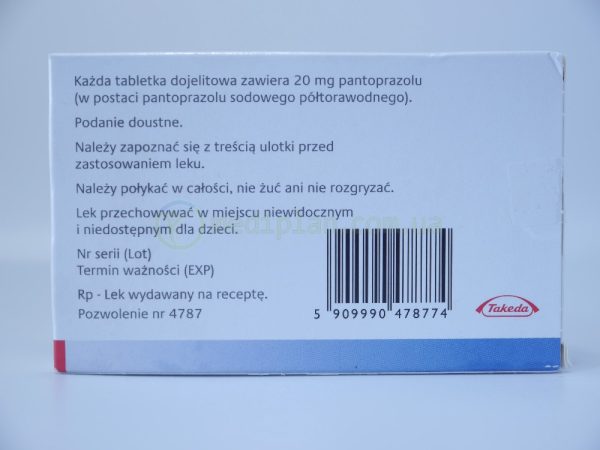 Każda tabletka dojelitowa zawiera 20 mg pantoprazolu
(w postaci pantoprazolu sodowego półtorawodnego).
Podanie doustne.
Należy zapoznać się z treścią ulotki przed
zastosowaniem leku.
Należy połykać w całości, nie żuć ani nie rozgryzać.
Lek przechowywać w miejscu niewidocznym
i niedostępnym dla dzieci.
Nr serii (Lot)
Termin ważności (EXP)
Rp - Lek wydawany na receptę.
Pozwolenie nr 4787
5 909990 478774
Takeda